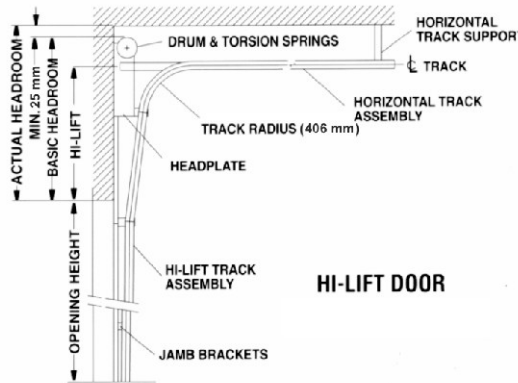 HORIZONTAL
TRACK SUPPORT
DRUM & TORSION SPRINGS
℄ TRACK
HORIZONTAL TRACK
ASSEMBLY
TRACK RADIUS (406 mm)
HEADPLATE
ACTUAL HEADROOM
MIN. 25 mm
BASIC HEADROOM
HI-LIFT
OPENING HEIGHT
HI-LIFT TRACK
ASSEMBLY
HI-LIFT DOOR
JAMB BRACKETS